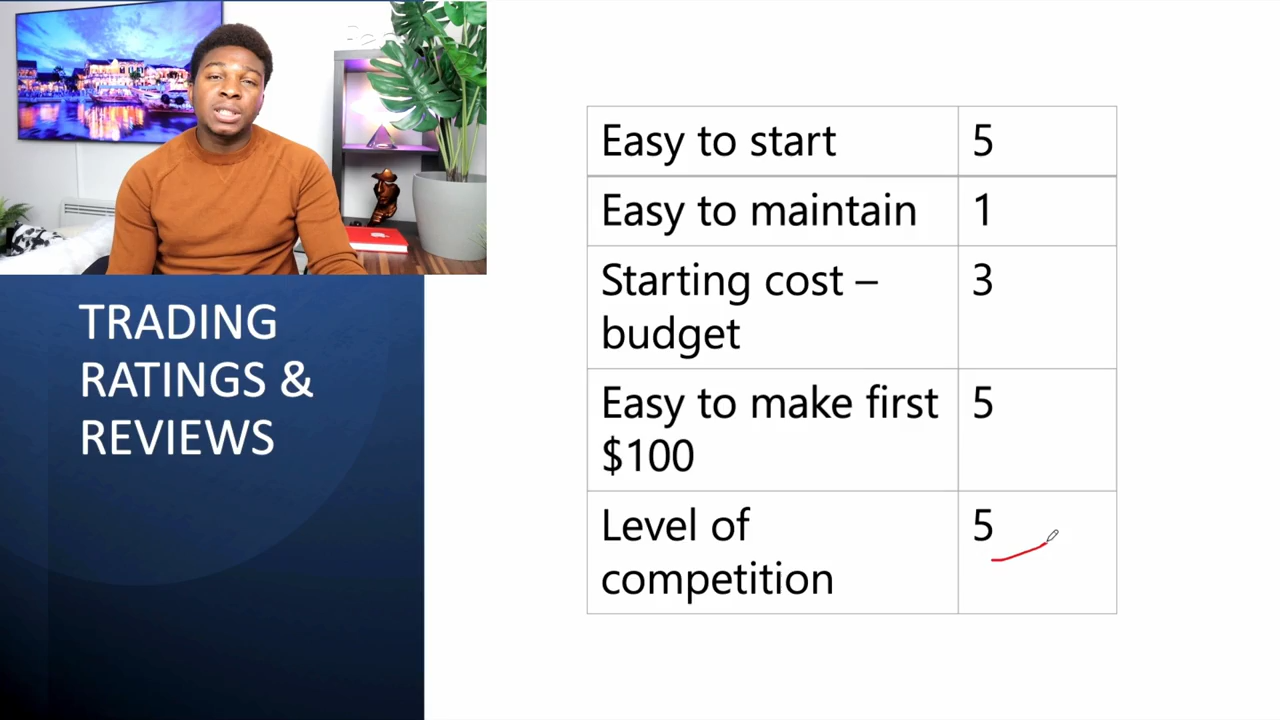 TRADING
RATINGS &
REVIEWS
Easy to start 5
Easy to maintain 1
Starting cost – 3
budget
Easy to make first 5
$100
Level of 5
competition